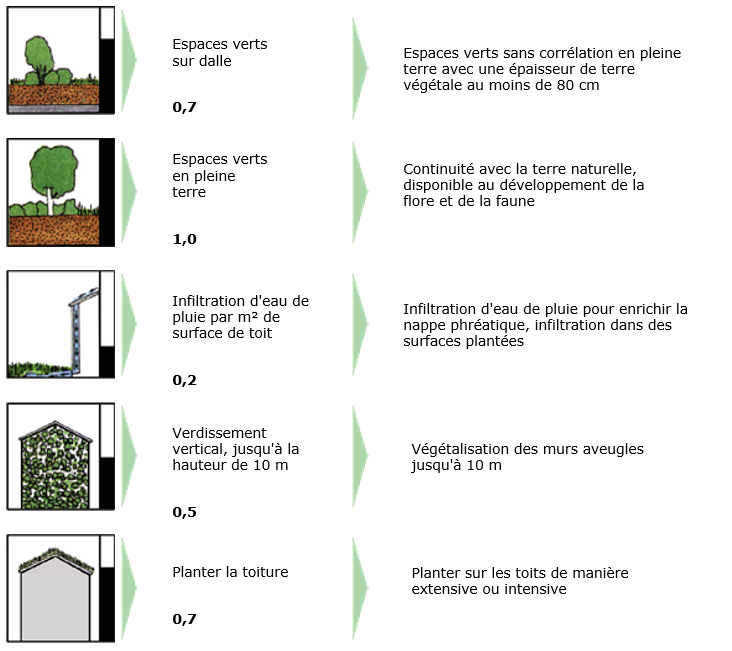 Espaces verts
sur dalle
0,7
Espaces verts sans corrélation en pleine
terre avec une épaisseur de terre
végétale au moins de 80 cm
Espaces verts
en pleine
terre
1,0
Continuité avec la terre naturelle,
disponible au développement de la
flore et de la faune
Infiltration d'eau de
pluie par m² de
surface de toit
0,2
Infiltration d'eau de pluie pour enrichir la
nappe phréatique, infiltration dans des
surfaces plantées
Verdissement
vertical, jusqu'à la
hauteur de 10 m
0,5
Végétalisation des murs aveugles
jusqu'à 10 m
Planter la toiture
0,7
Planter sur les toits de manière
extensive ou intensive